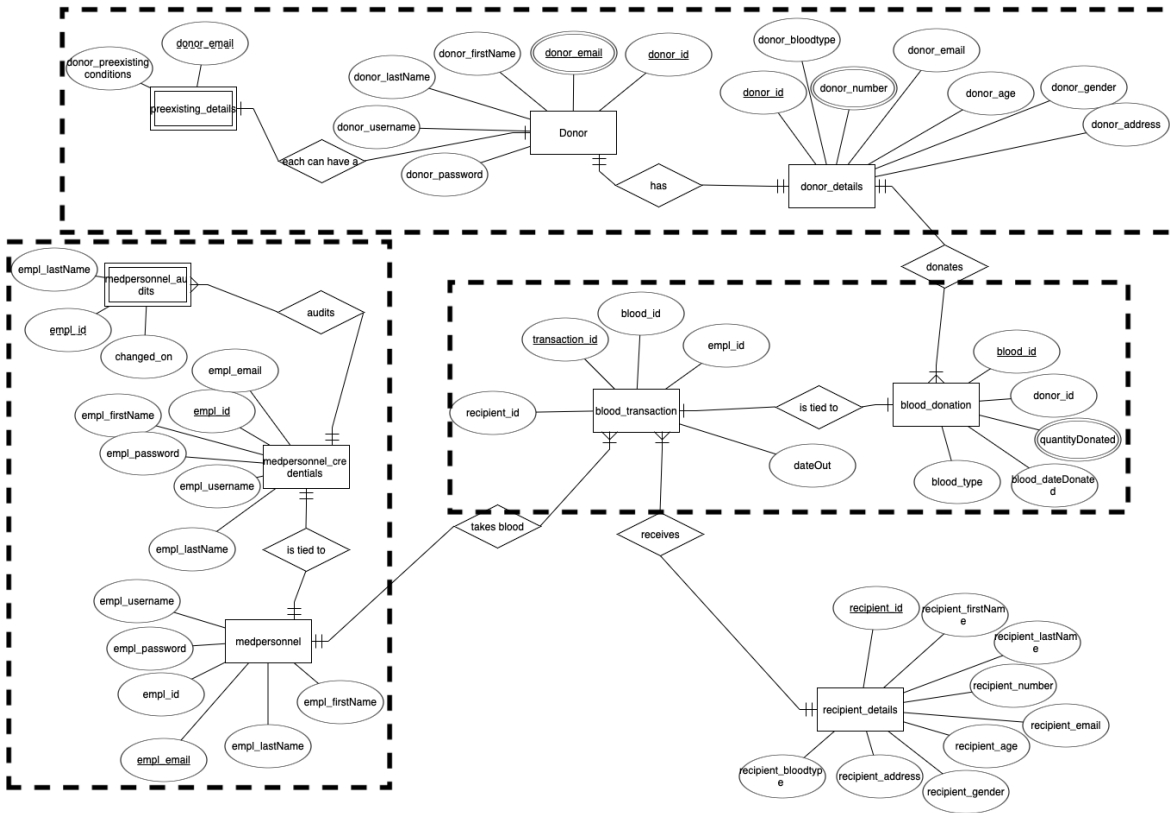 donor_email
donor_preexisting
conditions
preexisting_details
donor_lastName
donor_firstName
donor_email
donor_id
donor_username
donor_password
Donor
each can have a
has
donor_bloodtype
donor_email
donor_id
donor_number
donor_age
donor_gender
donor_address
donor_details
donates
empl_lastName
medpersonnel_au
dits
empl_id
changed_on
audits
empl_email
empl_firstName
empl_id
empl_password
empl_username
medpersonnel_cre
dentials
empl_lastName
is tied to
empl_username
empl_password
medpersonnel
empl_id
empl_firstName
empl_email
empl_lastName
takes blood
blood_id
transaction_id
empl_id
recipient_id
blood_transaction
is tied to
dateOut
blood_id
donor_id
blood_donation
quantityDonated
blood_type
blood_dateDonate
d
receives
recipient_id
recipient_firstNam
e
recipient_lastNam
e
recipient_number
recipient_details
recipient_email
recipient_age
recipient_bloodtyp
e
recipient_address
recipient_gender